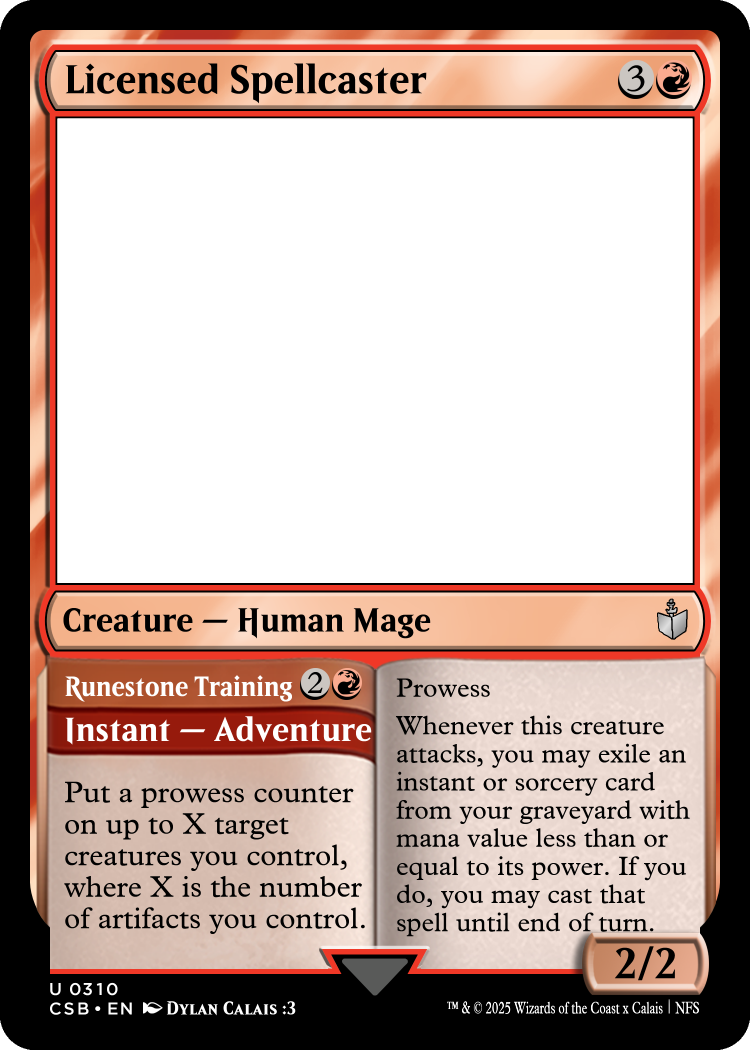 Licensed Spellcaster 3
Creature — Human Mage
Runestone Training 2
Instant — Adventure
Put a prowess counter
on up to X target
creatures you control,
where X is the number
of artifacts you control.
Prowess
Whenever this creature
attacks, you may exile an
instant or sorcery card
from your graveyard with
mana value less than or
equal to its power. If you
do, you may cast that
spell until end of turn.
2/2
U 0310
CSB • EN Dylan Calais :3
™ & © 2025 Wizards of the Coast x Calais | NFS